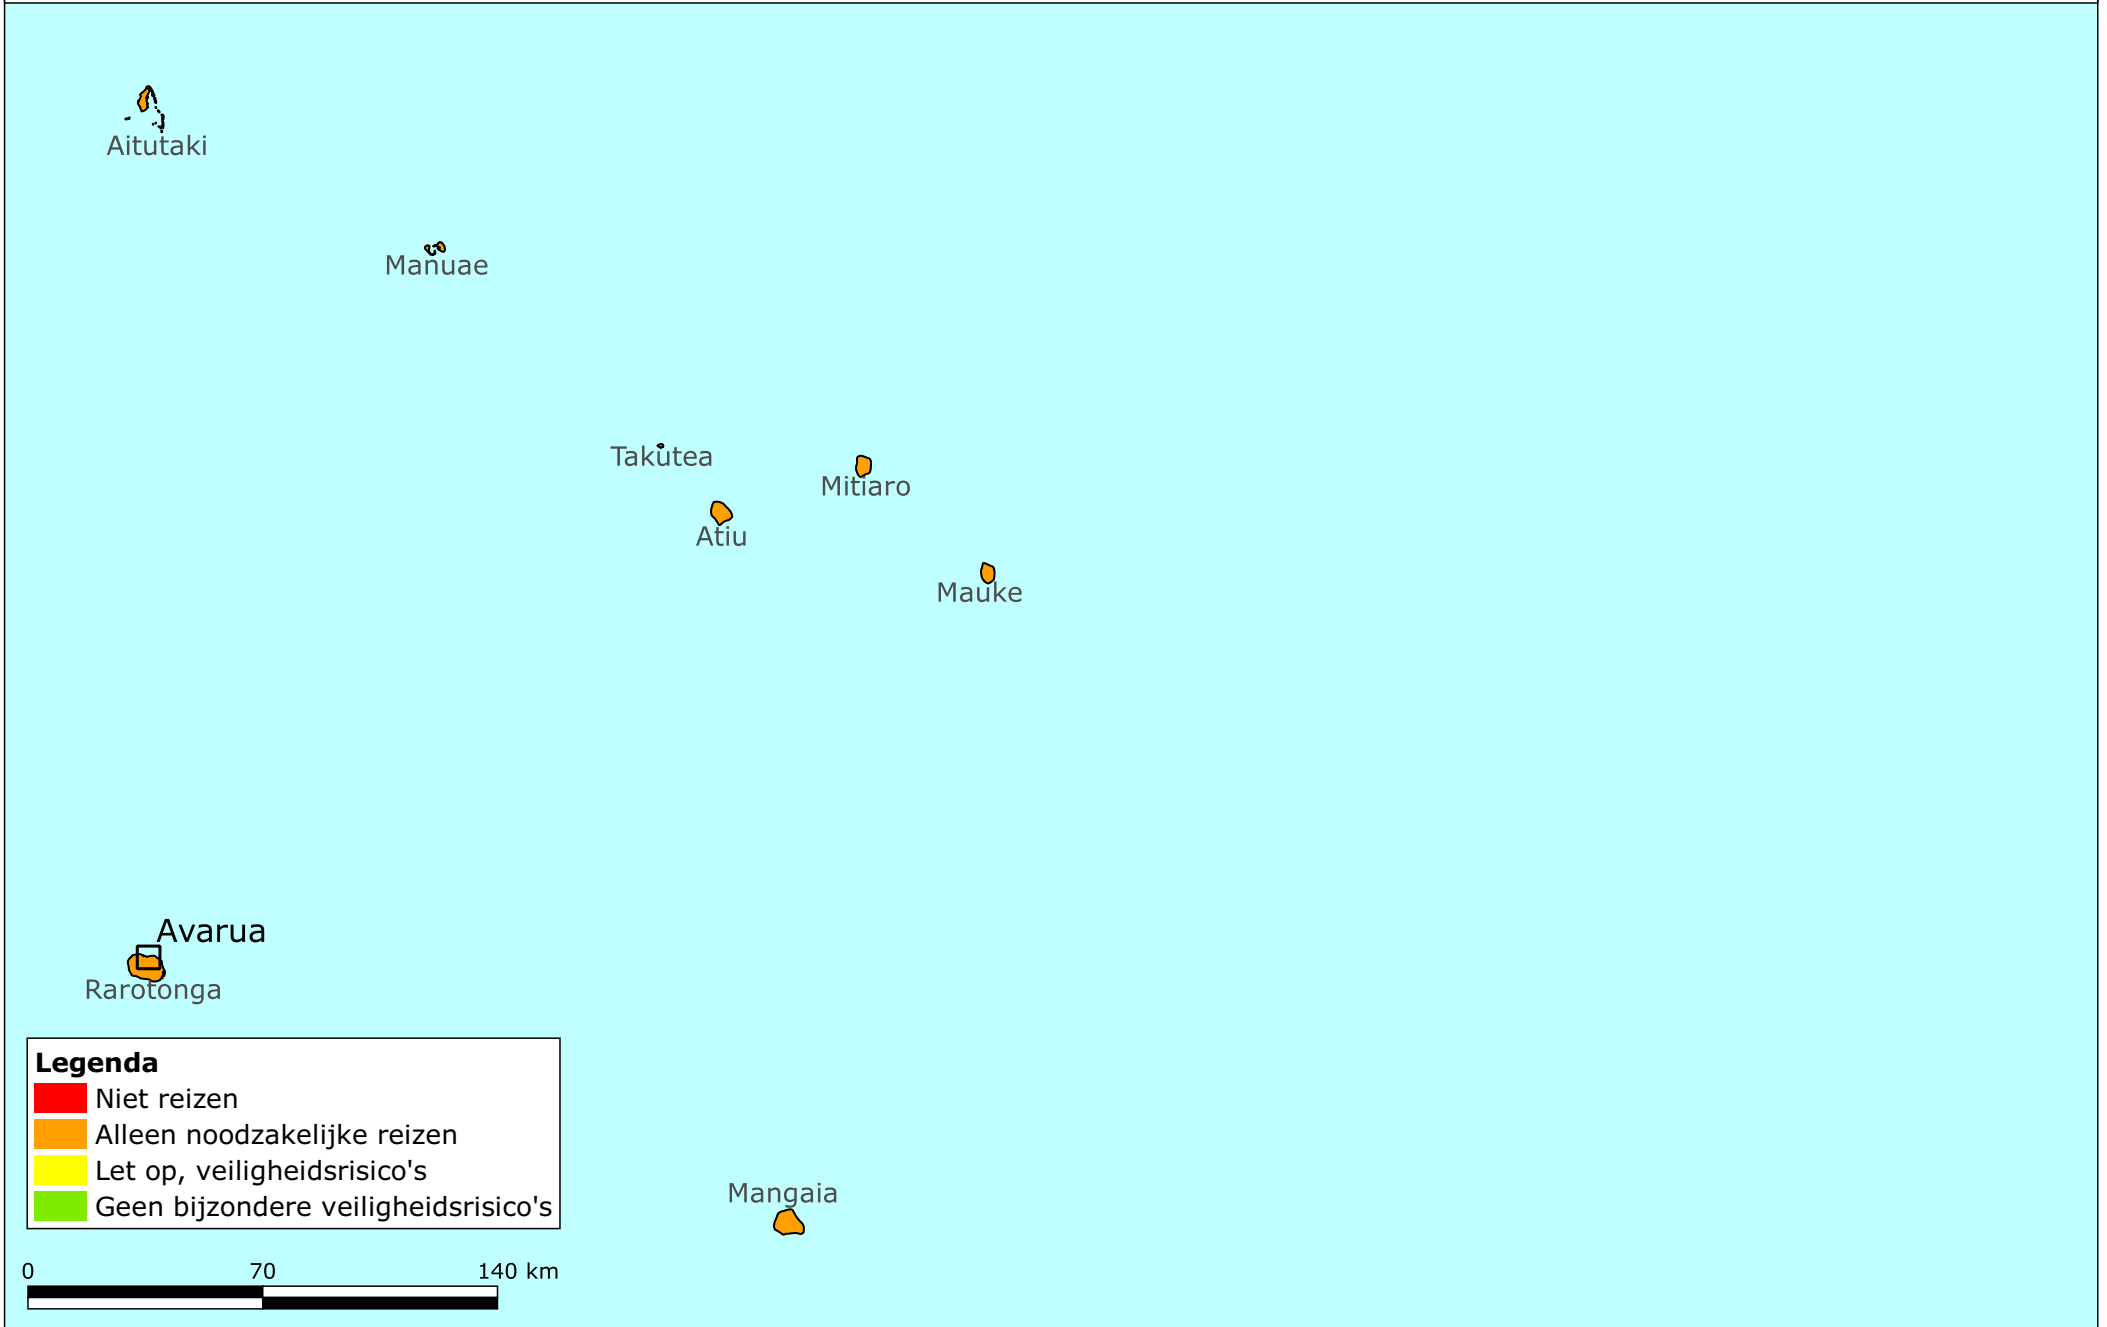 Aitutaki
Manuae
Takutea
Mitiaro
Atiu
Mauke
Avarua
Rarotonga
Legenda
Niet reizen
Alleen noodzakelijke reizen
Let op, veiligheidsrisico's
Geen bijzondere veiligheidsrisico's
Mangaia
0 70 140 km